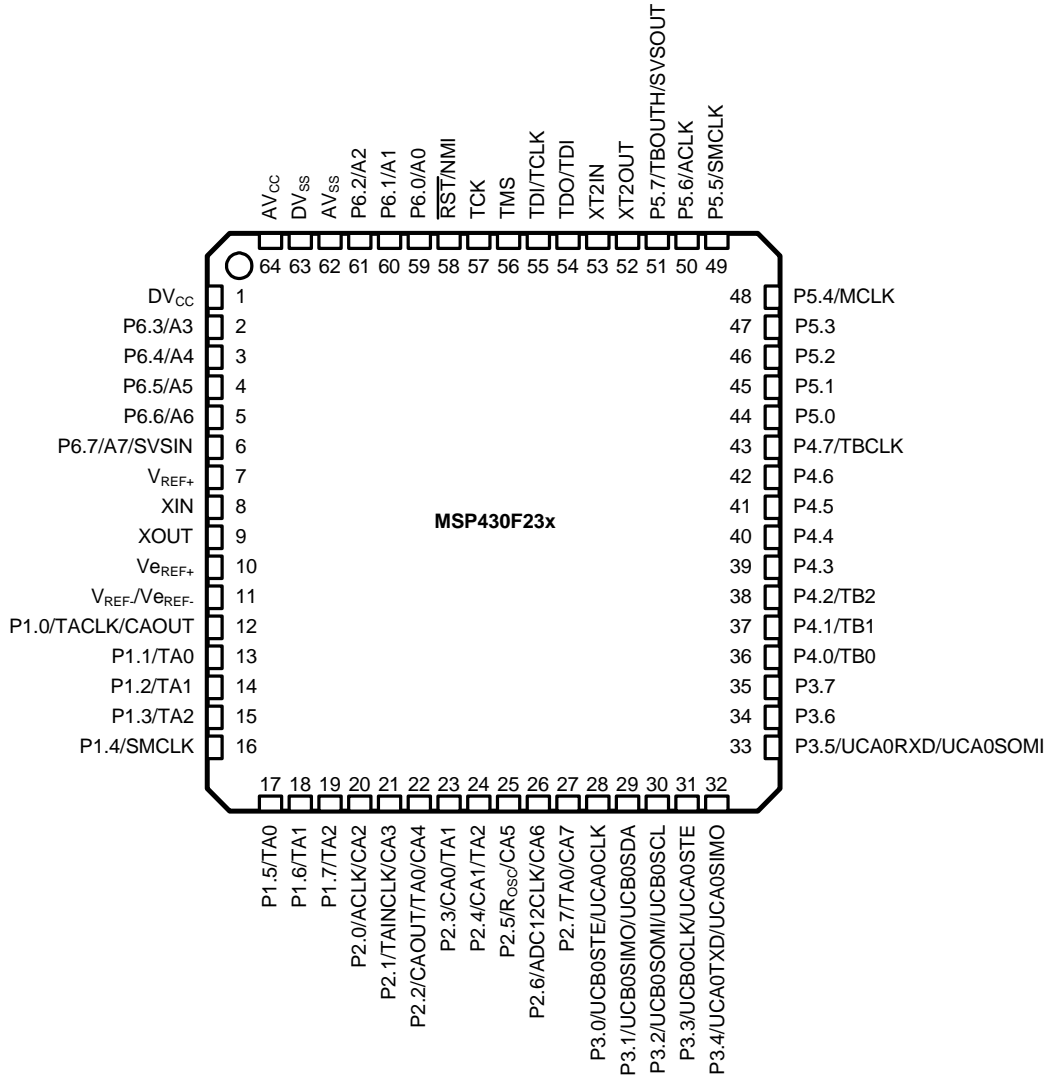 AVCC
DVSS
AVSS
P6.2/A2
P6.1/A1
P6.0/A0
RST/NMI
TCK
TMS
TDI/TCLK
TDO/TDI
XT2IN
XT2OUT
P5.7/TBOUTH/SVSOUT
P5.6/ACLK
P5.5/SMCLK
64 63 62 61 60 59 58 57 56 55 54 53 52 51 50 49
DVCC 1
P6.3/A3 2
P6.4/A4 3
P6.5/A5 4
P6.6/A6 5
P6.7/A7/SVSIN 6
VREF+ 7
XIN 8
XOUT 9
VeREF+ 10
VREF-/VeREF- 11
P1.0/TACLK/CAOUT 12
P1.1/TA0 13
P1.2/TA1 14
P1.3/TA2 15
P1.4/SMCLK 16
MSP430F23x
48 P5.4/MCLK
47 P5.3
46 P5.2
45 P5.1
44 P5.0
43 P4.7/TBCLK
42 P4.6
41 P4.5
40 P4.4
39 P4.3
38 P4.2/TB2
37 P4.1/TB1
36 P4.0/TB0
35 P3.7
34 P3.6
33 P3.5/UCA0RXD/UCA0SOMI
17 18 19 20 21 22 23 24 25 26 27 28 29 30 31 32
P1.5/TA0
P1.6/TA1
P1.7/TA2
P2.0/ACLK/CA2
P2.1/TAINCLK/CA3
P2.2/CAOUT/TA0/CA4
P2.3/CA0/TA1
P2.4/CA1/TA2
P2.5/ROSC/CA5
P2.6/ADC12CLK/CA6
P2.7/TA0/CA7
P3.0/UCB0STE/UCA0CLK
P3.1/UCB0SIMO/UCB0SDA
P3.2/UCB0SOMI/UCB0SCL
P3.3/UCB0CLK/UCA0STE
P3.4/UCA0TXD/UCA0SIMO